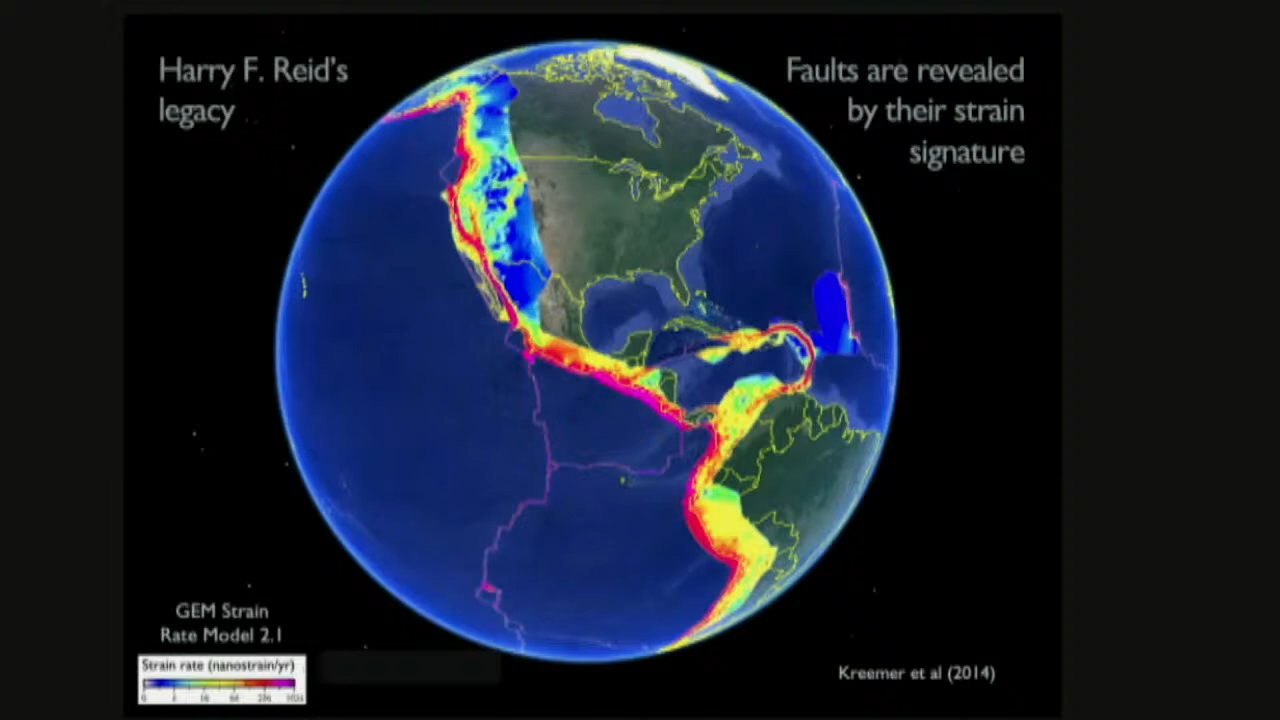 Harry F. Reid's
legacy
Faults are revealed
by their strain
signature
GEM Strain
Rate Model 2.1
Strain rate (nanostrain/yr)
Kreemer et al (2014)